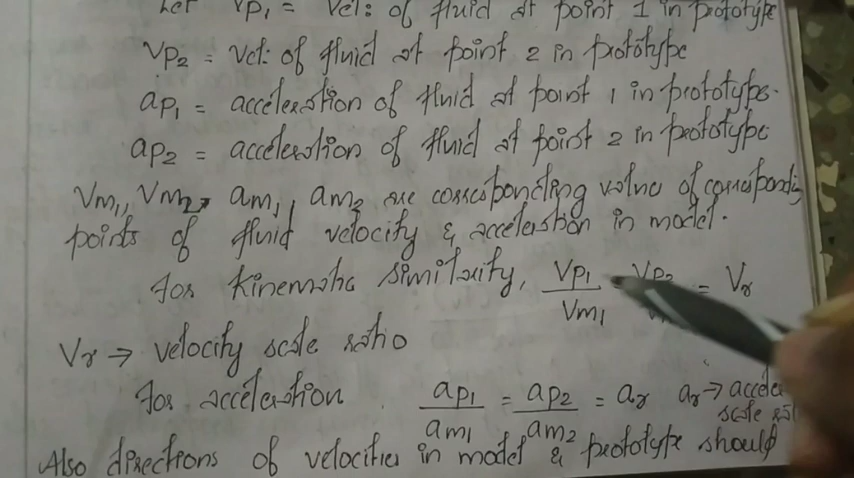 Let Vp1 = Vel: of fluid at point 1 in prototype
Vp2 = Vel: of fluid at point 2 in prototype
ap1 = acceleration of fluid at point 1 in prototype.
ap2 = acceleration of fluid at point 2 in prototype
Vm1, Vm2, am1, am2 are corresponding value of corresponding
points of fluid velocity & acceleration in model.
For Kinematic similarity, Vp1/Vm1 Vp2 = Vr
Vr → velocity scale ratio
For acceleration ap1/am1 = ap2/am2 = ar ar →
scale
Also directions of velocities in model & prototype should